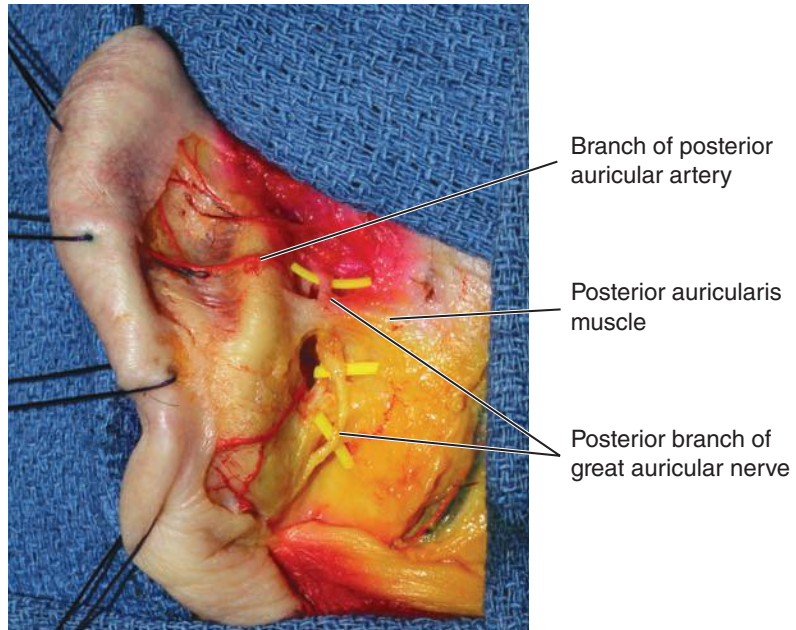 Branch of posterior
auricular artery
Posterior auricularis
muscle
Posterior branch of
great auricular nerve